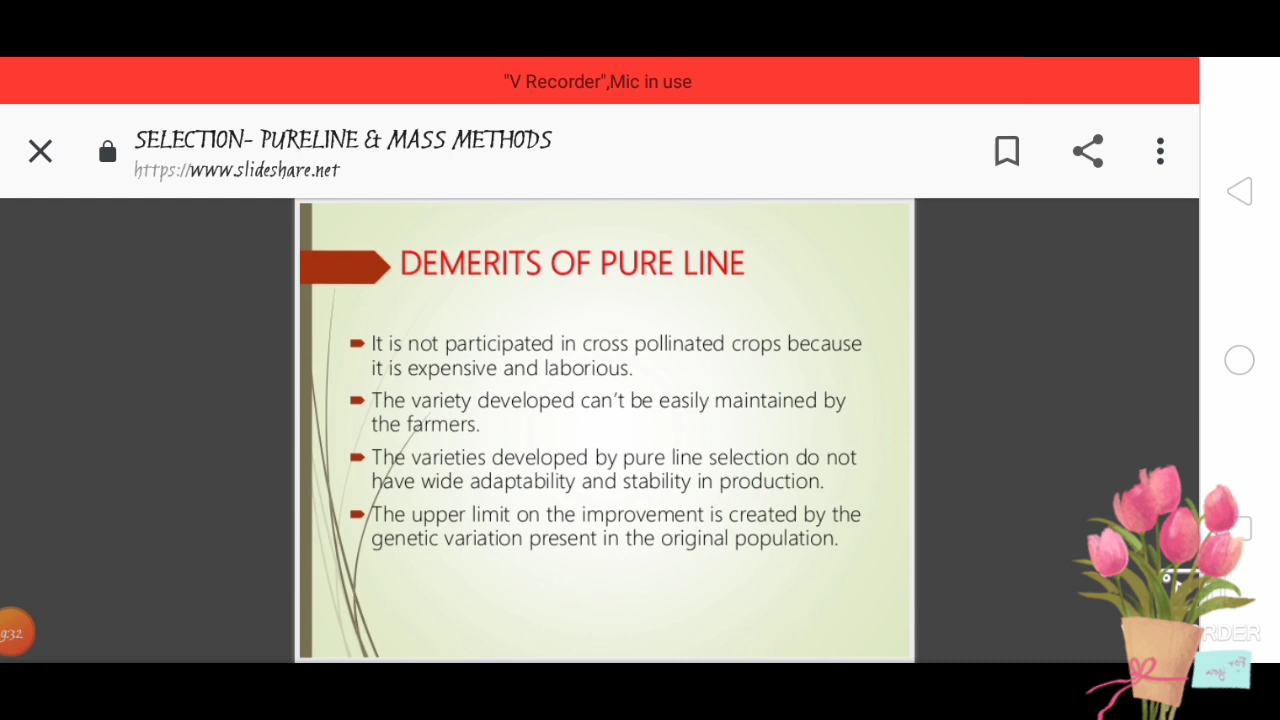 "V Recorder",Mic in use
SELECTION- PURELINE & MASS METHODS
https://www.slideshare.net
DEMERITS OF PURE LINE
It is not participated in cross pollinated crops because
it is expensive and laborious.
The variety developed can't be easily maintained by
the farmers.
The varieties developed by pure line selection do not
have wide adaptability and stability in production.
The upper limit on the improvement is created by the
genetic variation present in the original population.
9:32
RDER
For You